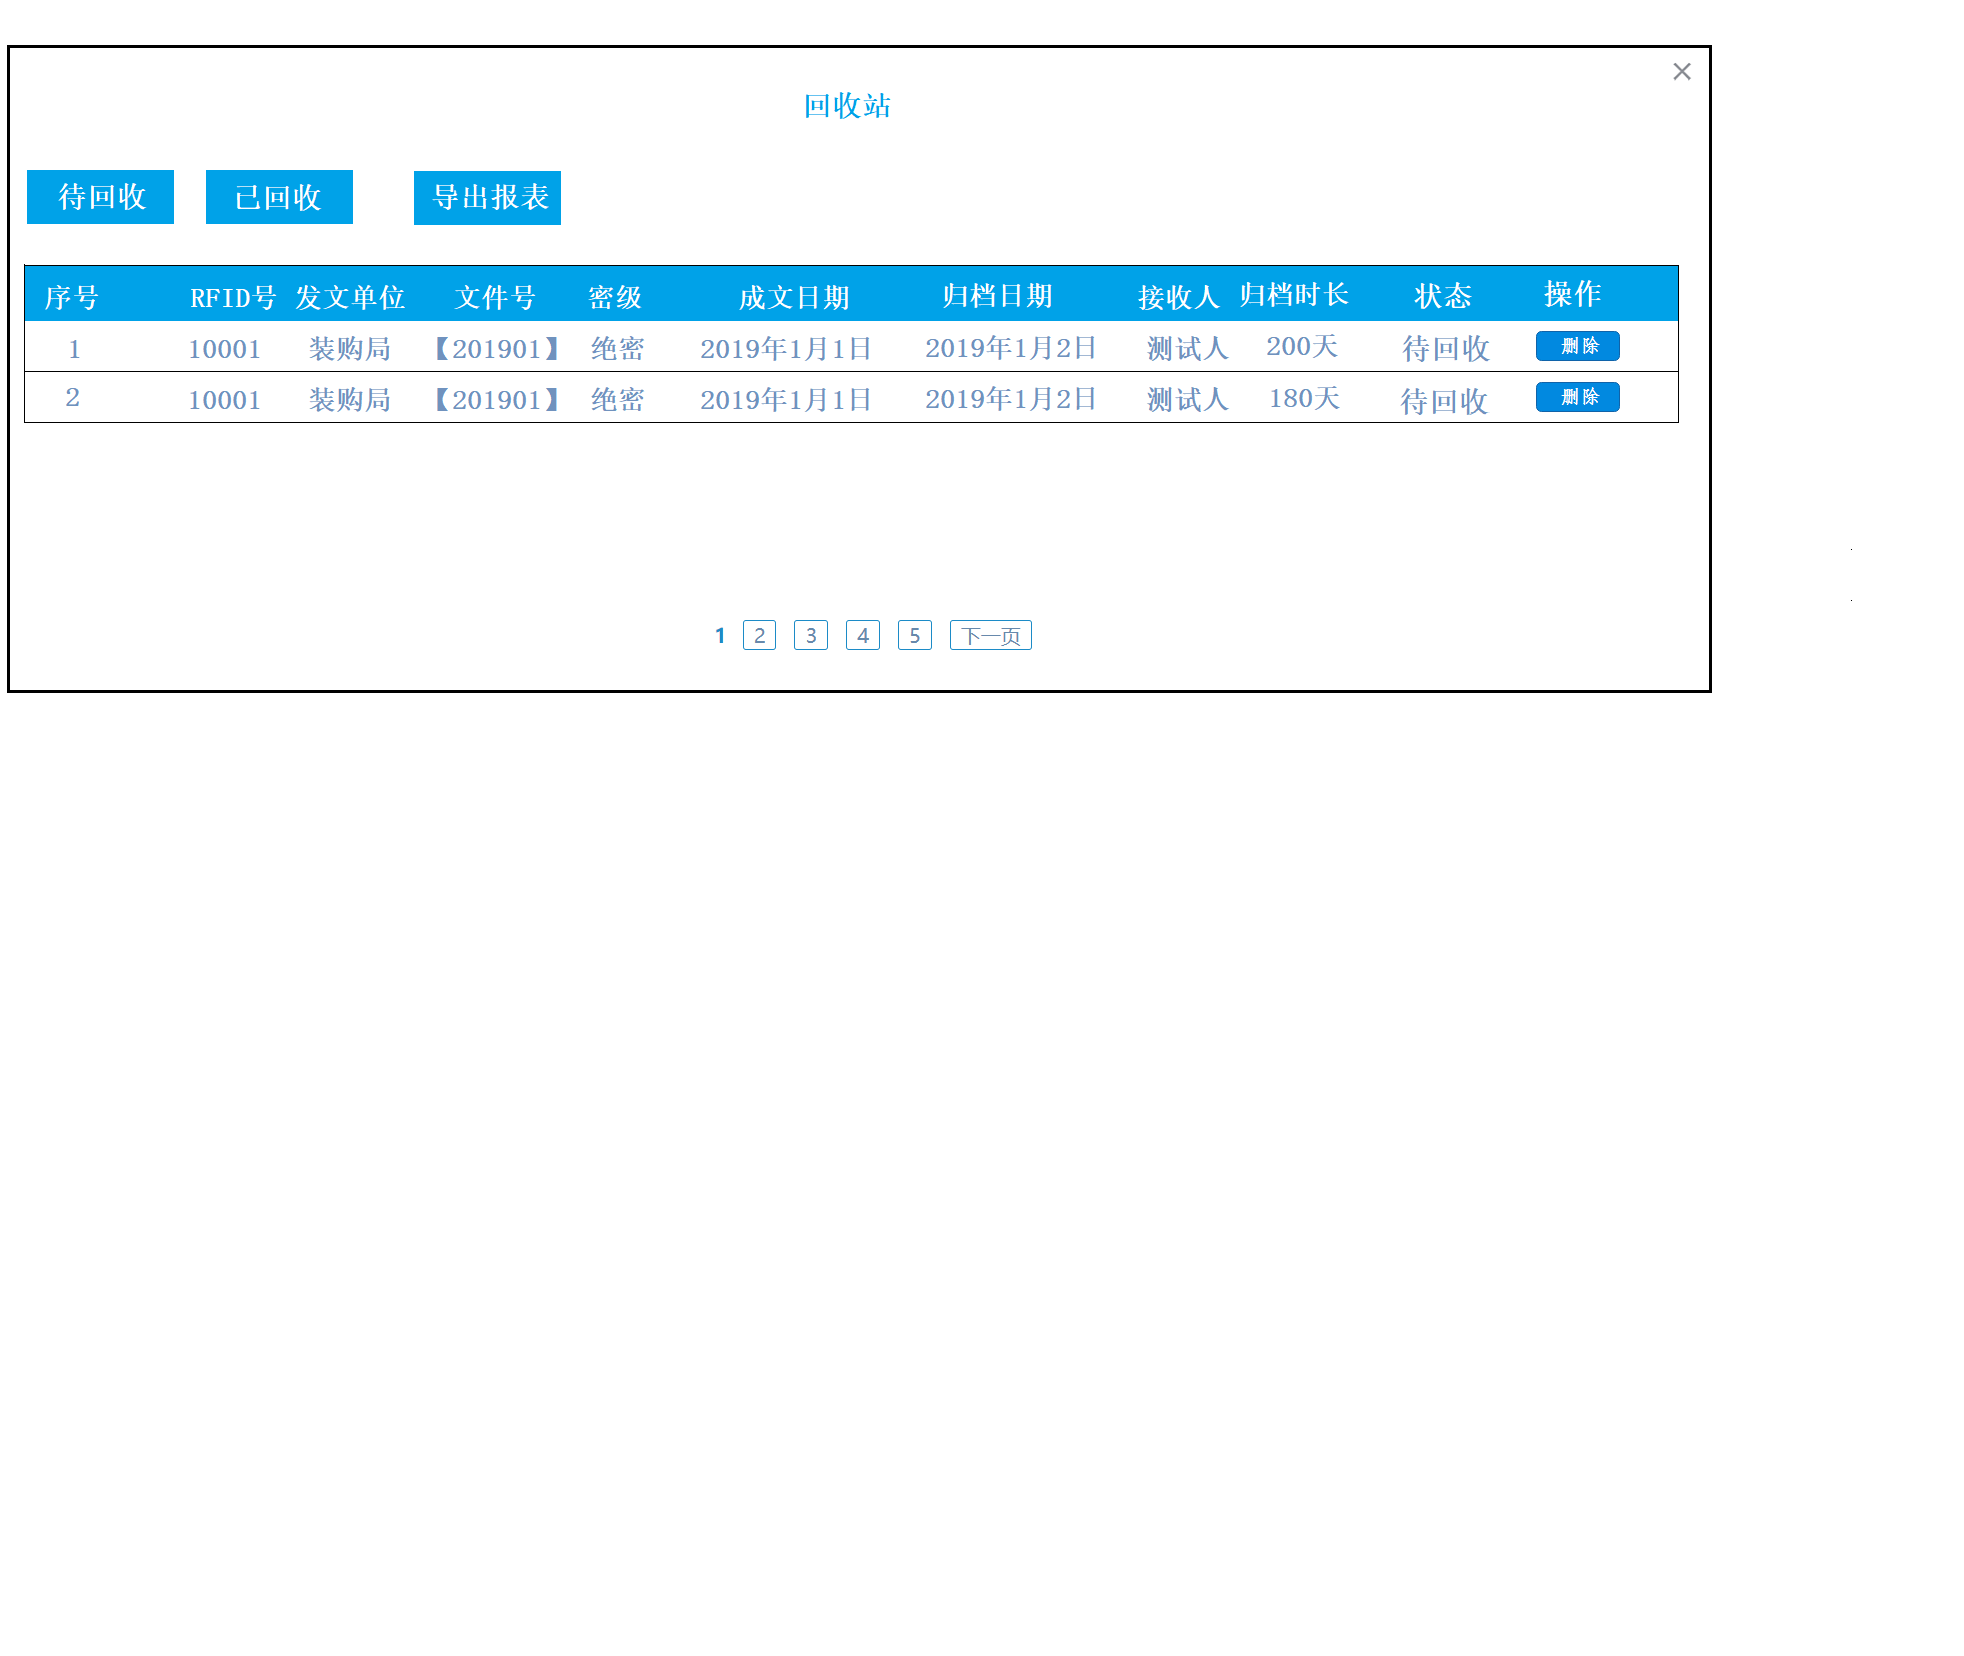 回收站
待回收 已回收 导出报表
序号 RFID号 发文单位 文件号 密级 成文日期 归档日期 接收人 归档时长 状态 操作
1 10001 装购局 【201901】 绝密 2019年1月1日 2019年1月2日 测试人 200天 待回收 删除
2 10001 装购局 【201901】 绝密 2019年1月1日 2019年1月2日 测试人 180天 待回收 删除
1 2 3 4 5 下一页